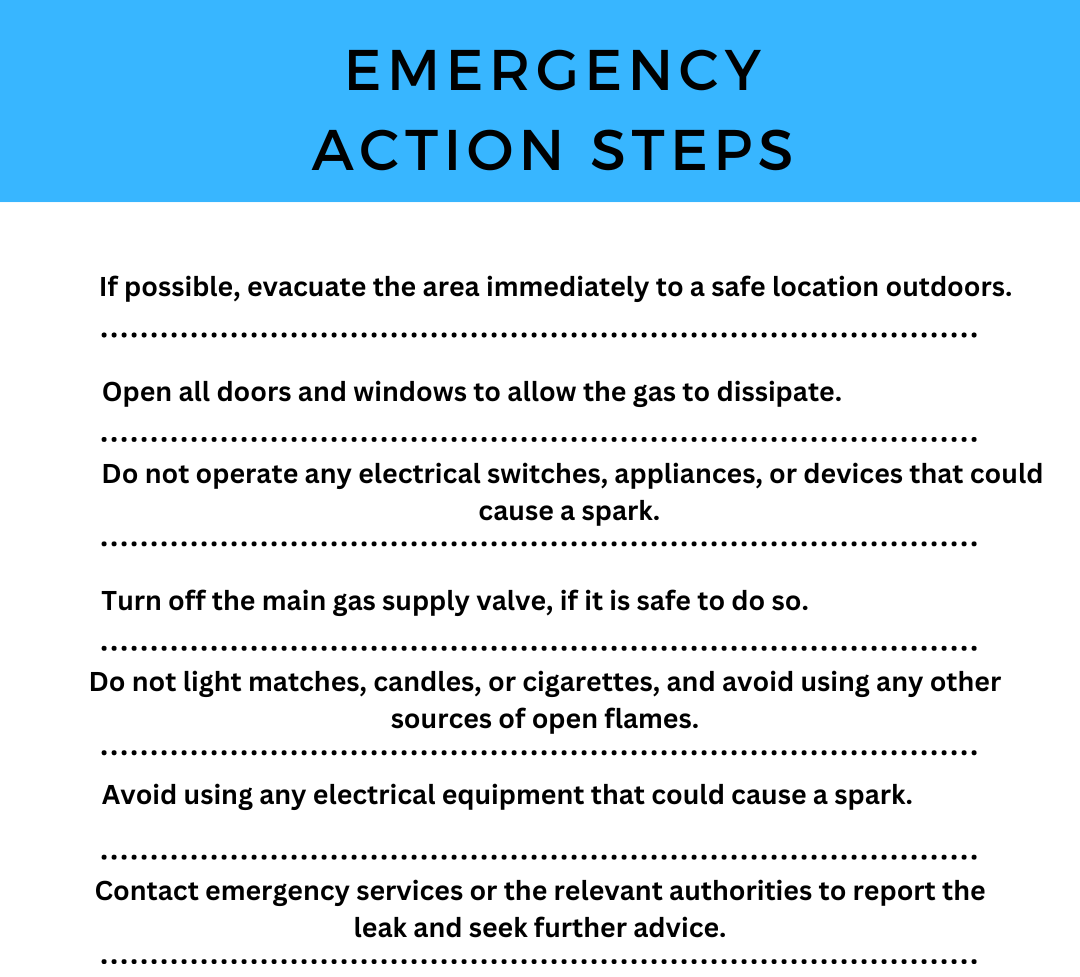 EMERGENCY
ACTION STEPS
If possible, evacuate the area immediately to a safe location outdoors.
Open all doors and windows to allow the gas to dissipate.
Do not operate any electrical switches, appliances, or devices that could
cause a spark.
Turn off the main gas supply valve, if it is safe to do so.
Do not light matches, candles, or cigarettes, and avoid using any other
sources of open flames.
Avoid using any electrical equipment that could cause a spark.
Contact emergency services or the relevant authorities to report the
leak and seek further advice.